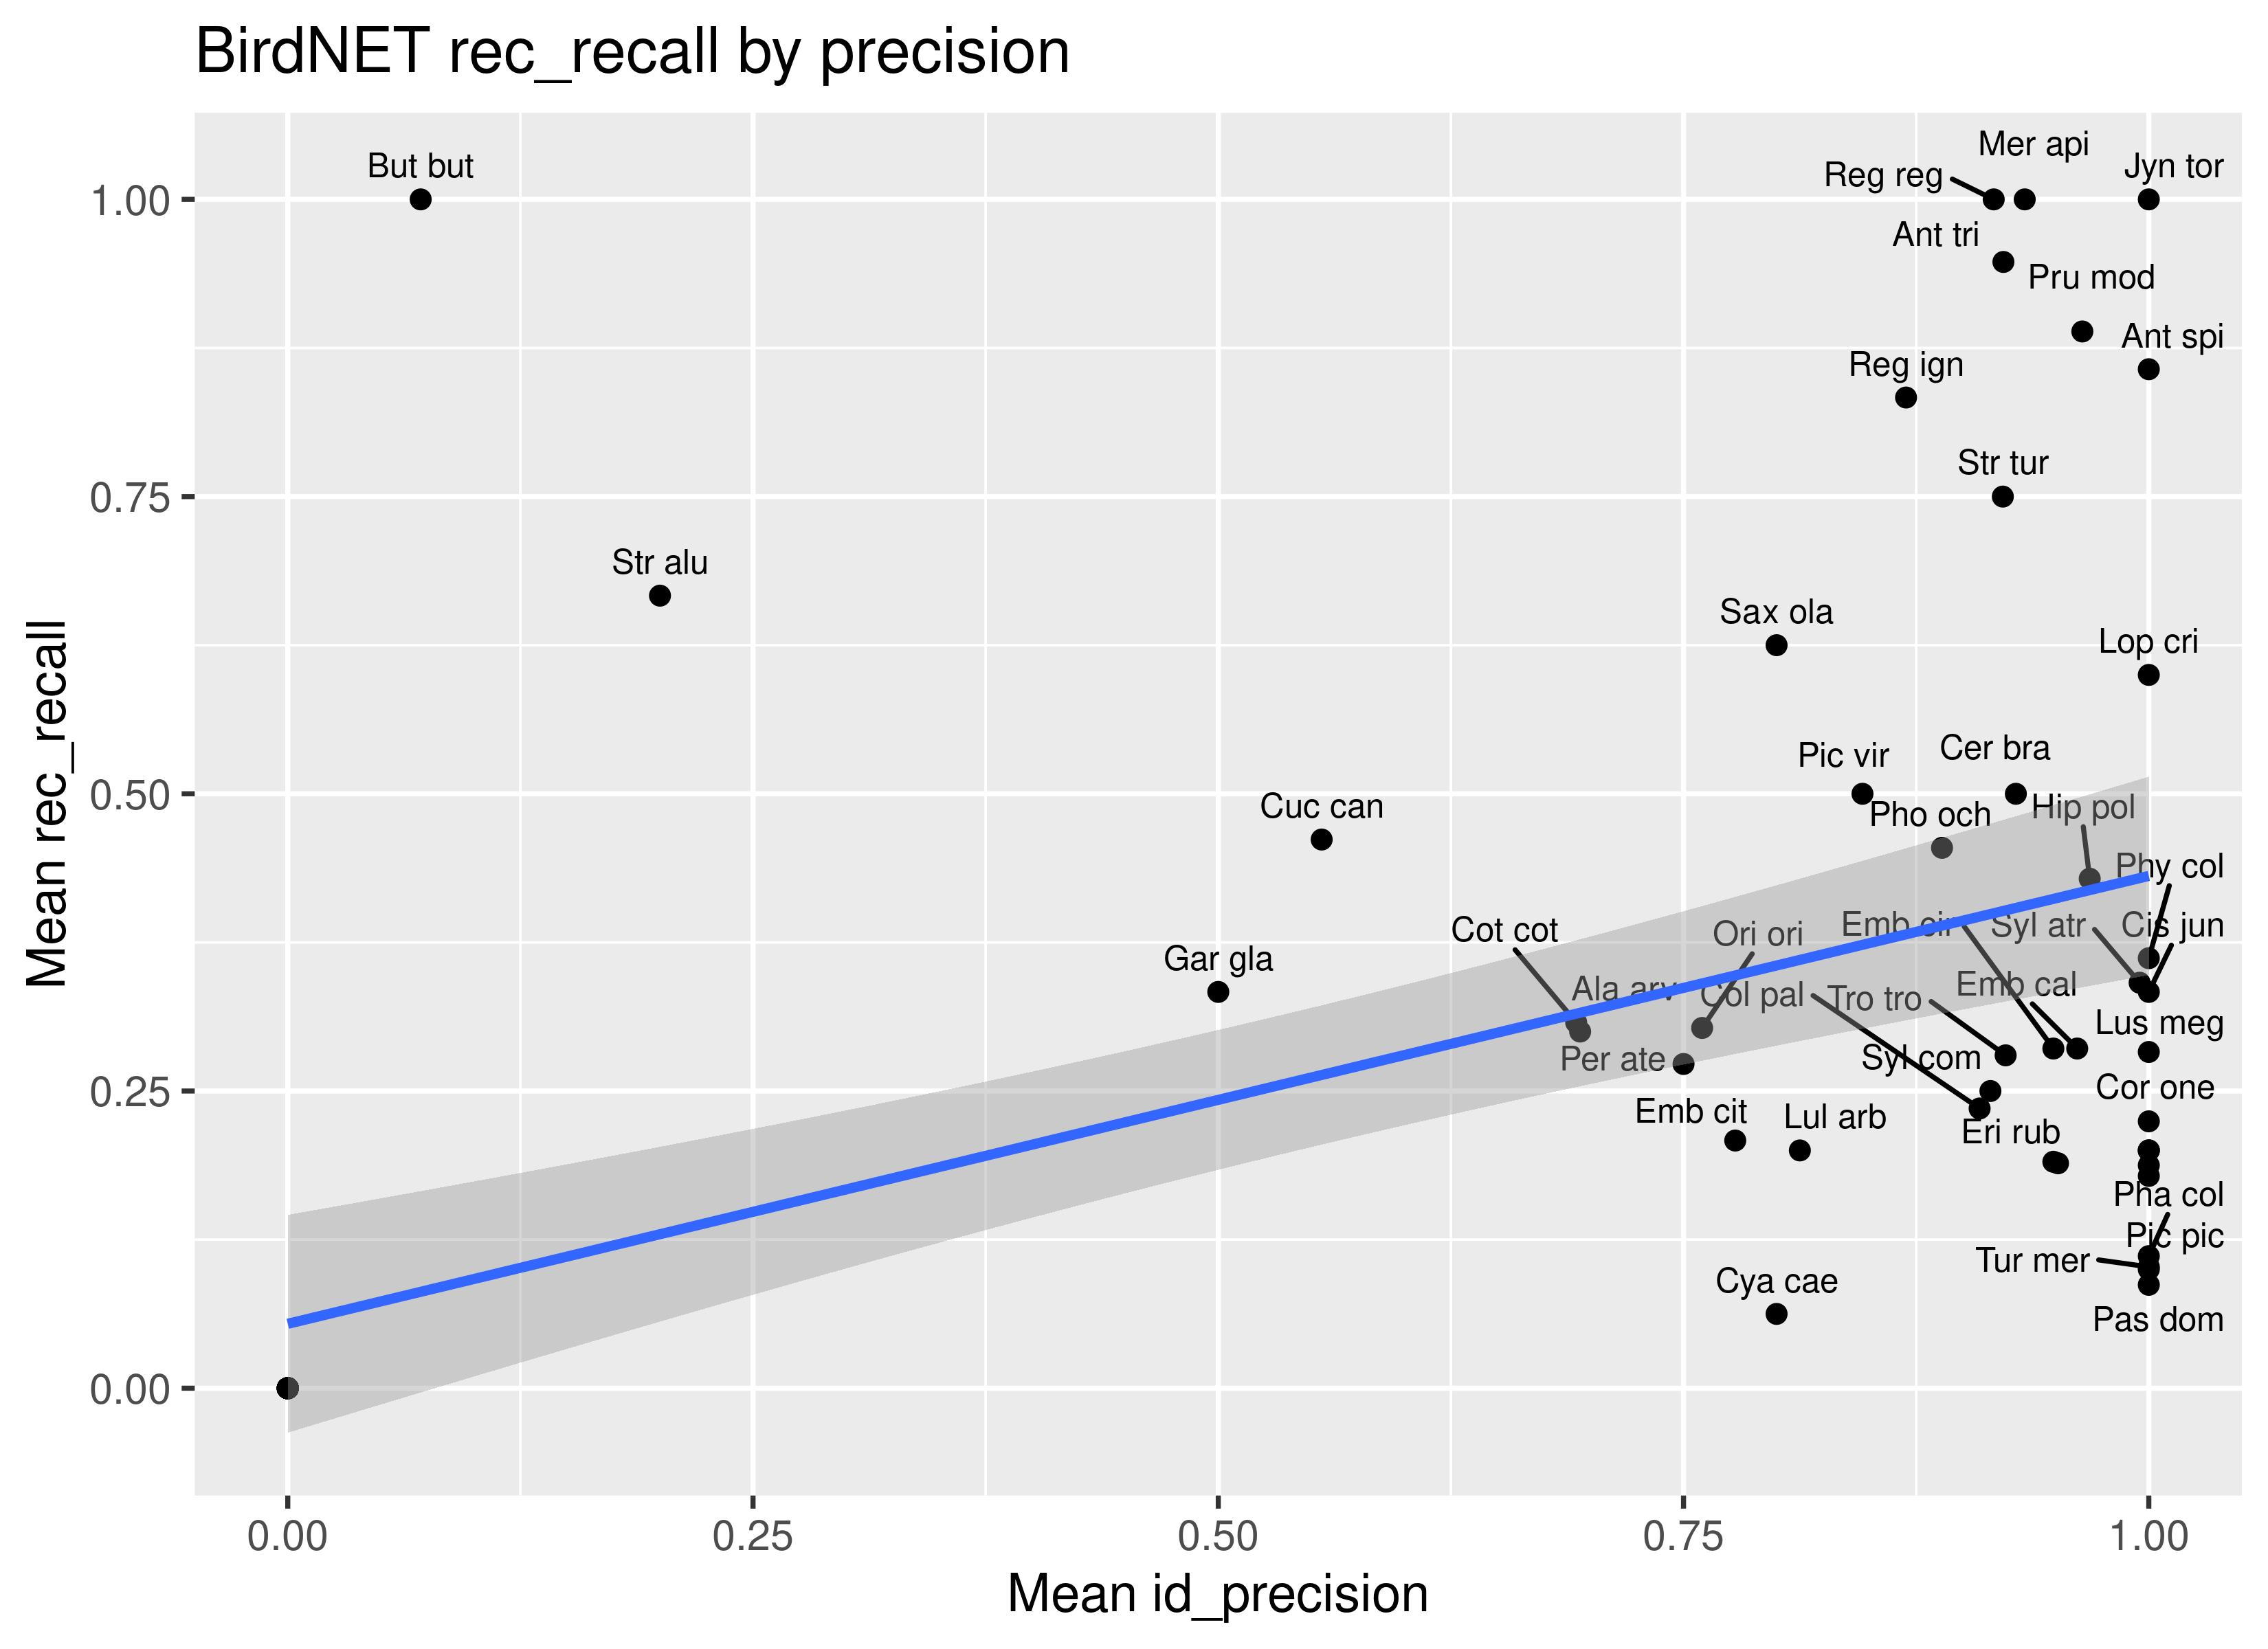 BirdNET rec_recall by precision
Mer api
But but
Jyn tor
Reg reg
1.00
Ant tri
Pru mod
Ant spi
Reg ign
Str tur
0.75
Str alu
Sax ola
Lop cri
Cer bra
Pic vir
0.50
Cuc can
Hip pol
Pho och
Phy col
Emb cir
Syl atr
Cis jun
Cot cot
Ori ori
Gar gla
Emb cal
Ala arv
Col pal
Tro tro
Lus meg
Syl com
Per ate
0.25
Cor one
Emb cit
Lul arb
Eri rub
Pha col
Pic pic
Tur mer
Cya cae
Pas dom
0.00
Mean rec_recall
0.00 0.25 0.50 0.75 1.00
Mean id_precision